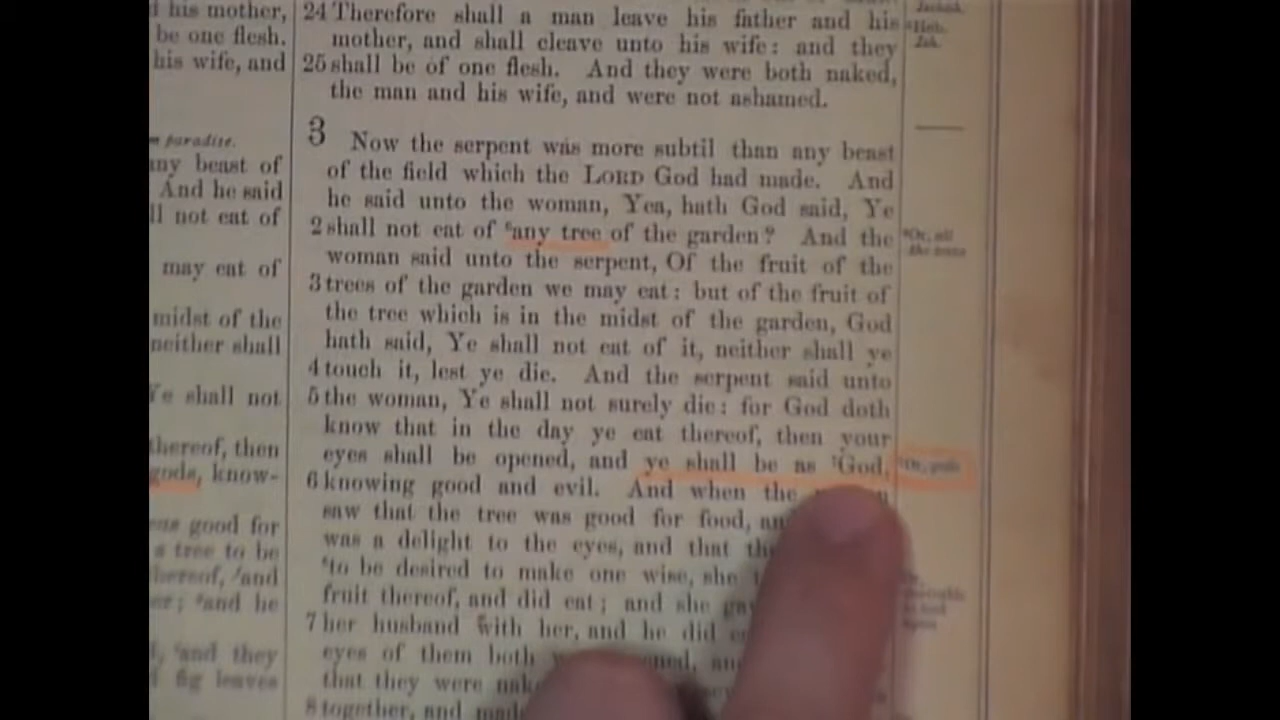 his mother,
be one flesh.
his wife, and
paradise.
any beast of
And he said
ll not eat of
may eat of
midst of the
neither shall
Ye shall not
thereof, then
gods, know-
was good for
a tree to be
thereof, and
and he
and they
fig leaves
24 Therefore shall a man leave his father and his
mother, and shall cleave unto his wife: and they
25 shall be of one flesh. And they were both naked,
the man and his wife, and were not ashamed.
3 Now the serpent was more subtil than any beast
of the field which the LORD God had made. And
he said unto the woman, Yea, hath God said, Ye
2 shall not eat of any tree of the garden? And the
woman said unto the serpent, Of the fruit of the
3 trees of the garden we may eat: but of the fruit of
the tree which is in the midst of the garden, God
hath said, Ye shall not eat of it, neither shall ye
4 touch it, lest ye die. And the serpent said unto
5 the woman, Ye shall not surely die: for God doth
know that in the day ye eat thereof, then your
eyes shall be opened, and ye shall be as God,
6 knowing good and evil. And when the
saw that the tree was good for food,
was a delight to the eyes, and that
to be desired to make one wise, she
fruit thereof, and did eat; and she
7 her husband with her, and he did
eyes of them both
that they were
8 together, and made
Heb.
Ish.
Or, all
the trees
Or, gods